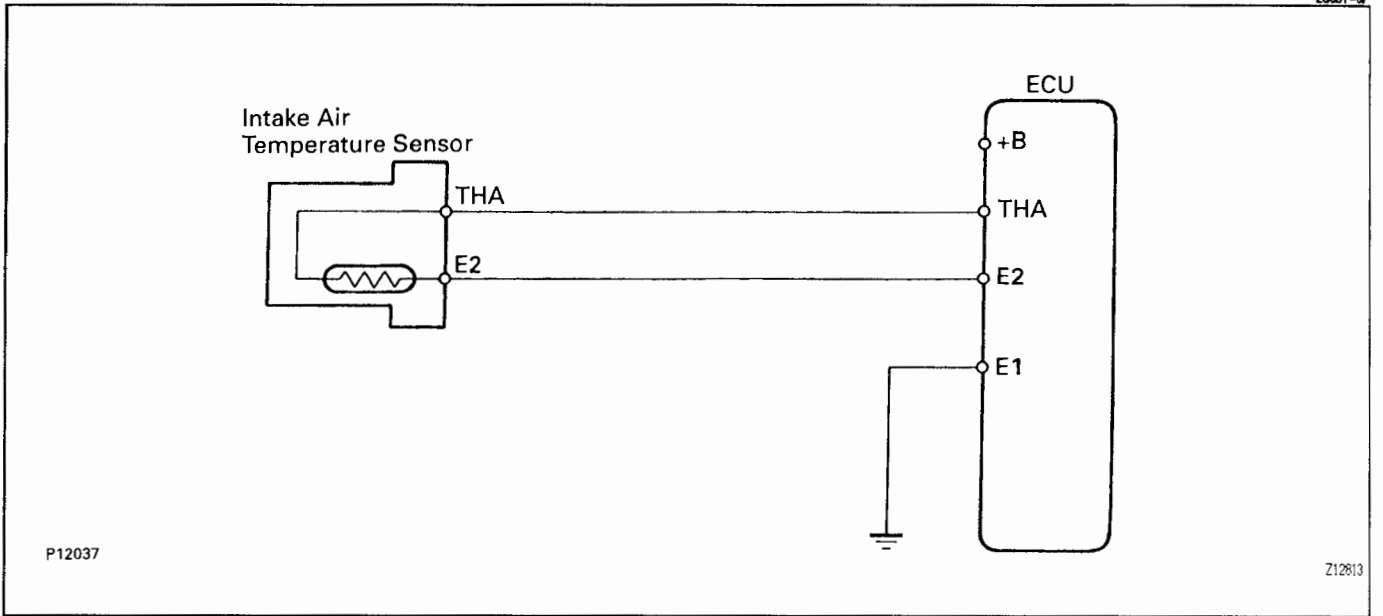 ECU
Intake Air
Temperature Sensor
+B
THA
THA
E2
E2
E1
P12037
Z12813